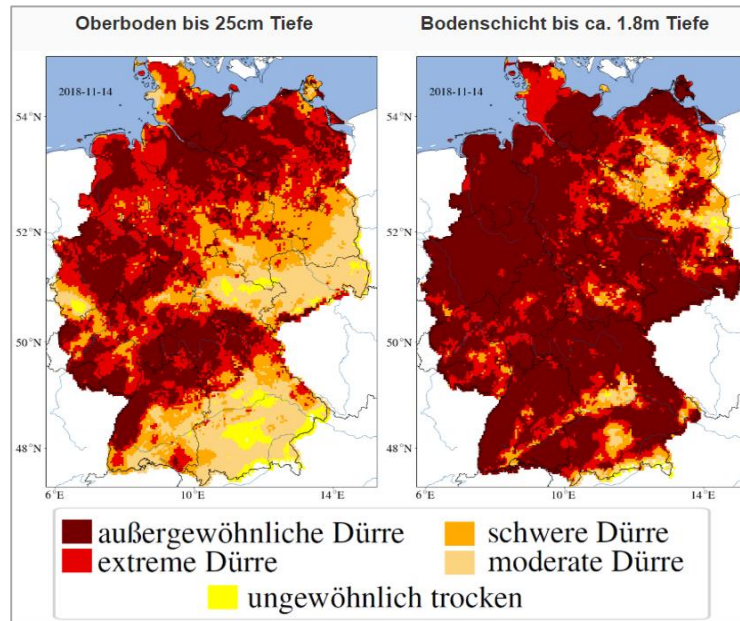 Oberboden bis 25cm Tiefe
Bodenschicht bis ca. 1.8m Tiefe
2018-11-14
2018-11-14
54°N
54°N
52°N
52°N
50°N
50°N
48°N
48°N
6°E 10°E 14°E
6°E 10°E 14°E
außergewöhnliche Dürre
schwere Dürre
extreme Dürre
moderate Dürre
ungewöhnlich trocken